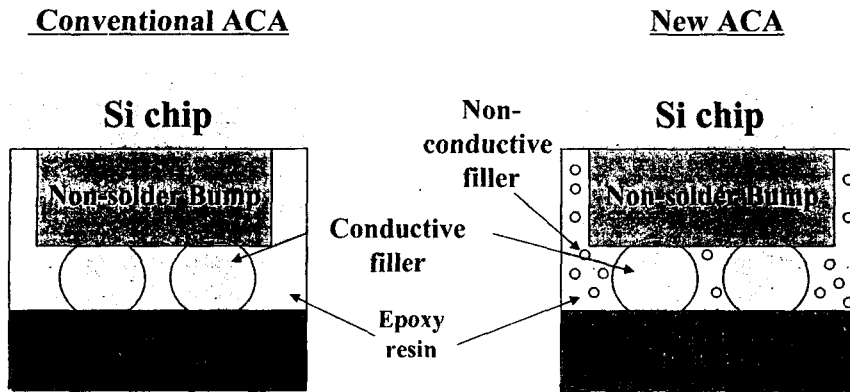 Conventional ACA
New ACA
Si chip
Non-
conductive
filler
Si chip
Non-solder Bump
Non-solder Bump
Conductive
filler
Epoxy
resin